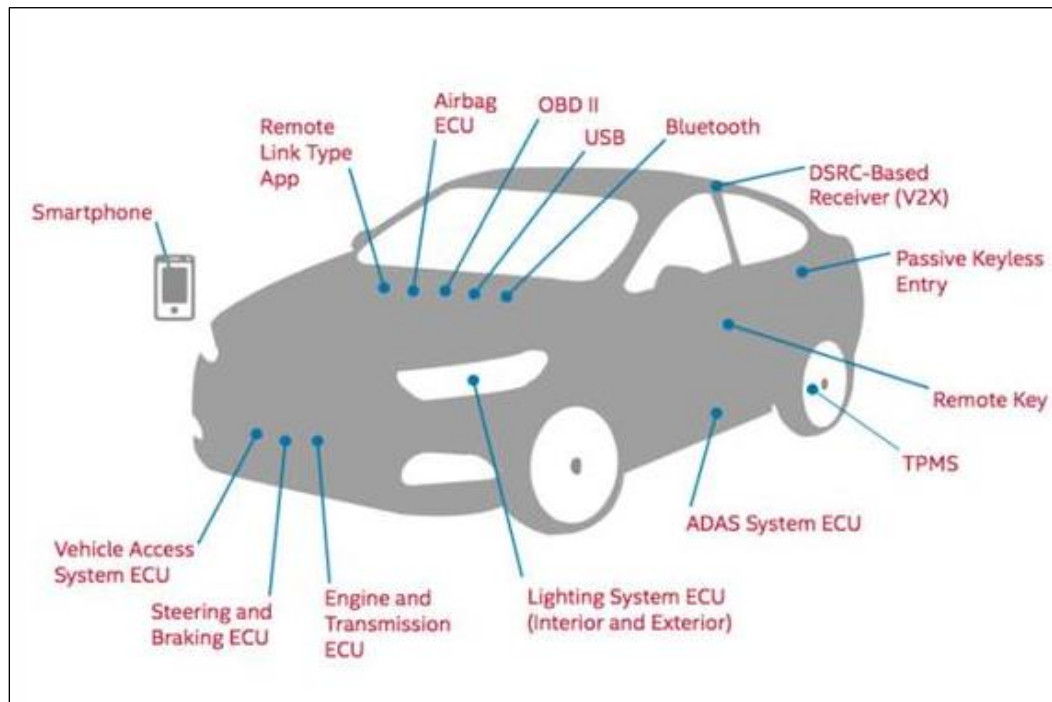 Airbag
ECU
OBD II
USB
Bluetooth
Remote
Link Type
App
DSRC-Based
Receiver (V2X)
Smartphone
Passive Keyless
Entry
Remote Key
TPMS
ADAS System ECU
Vehicle Access
System ECU
Steering and
Braking ECU
Engine and
Transmission
ECU
Lighting System ECU
(Interior and Exterior)